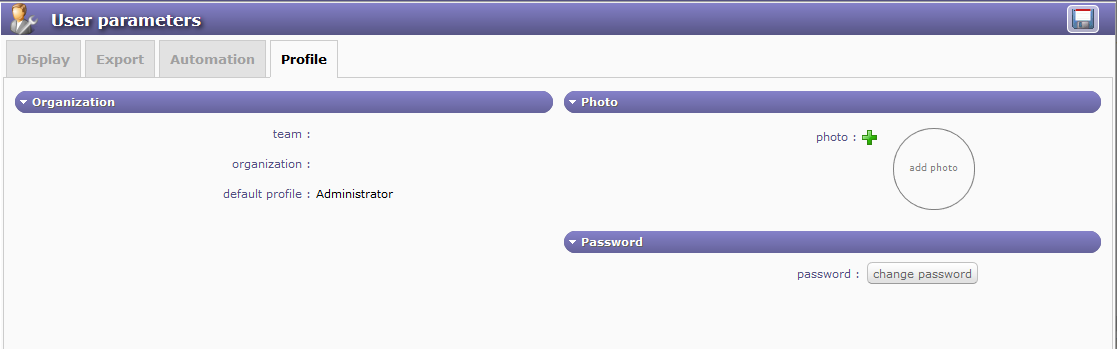 User parameters
Display Export Automation Profile
Organization
team :
organization :
default profile : Administrator
Photo
photo :
add photo
Password
password : change password